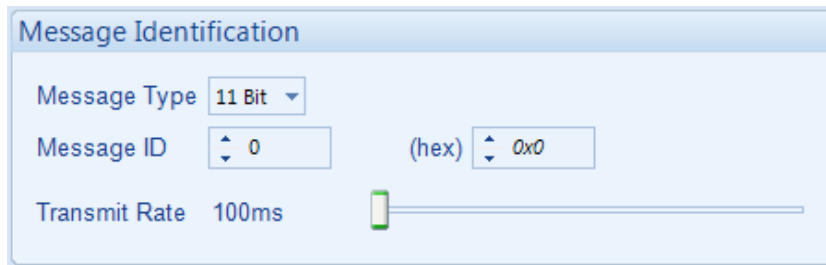 Message Identification
Message Type 11 Bit
Message ID 0 (hex) 0x0
Transmit Rate 100ms